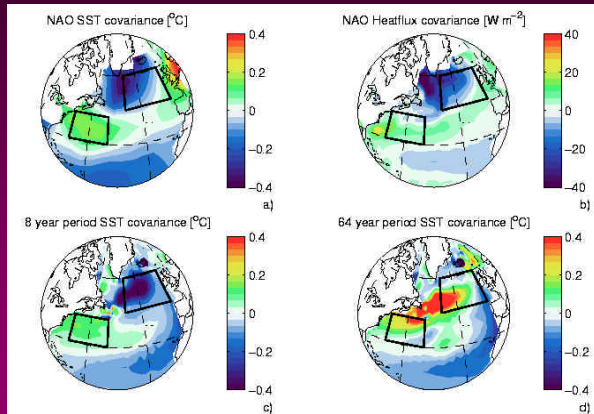 NAO SST covariance [°C]
0.4
0.2
0
−0.2
−0.4
a)
NAO Heatflux covariance [W m−2]
40
20
0
−20
−40
b)
8 year period SST covariance [°C]
0.4
0.2
0
−0.2
−0.4
c)
64 year period SST covariance [°C]
0.4
0.2
0
−0.2
−0.4
d)